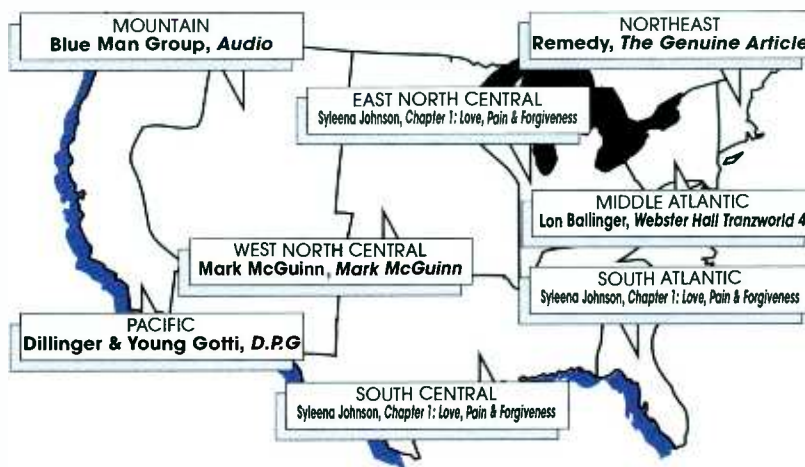 MOUNTAIN
Blue Man Group, Audio
NORTHEAST
Remedy, The Genuine Article
EAST NORTH CENTRAL
Syleena Johnson, Chapter 1: Love, Pain & Forgiveness
MIDDLE ATLANTIC
Lon Ballinger, Webster Hall Tranzworld 4
WEST NORTH CENTRAL
Mark McGuinn, Mark McGuinn
SOUTH ATLANTIC
Syleena Johnson, Chapter 1: Love, Pain & Forgiveness
PACIFIC
Dillinger & Young Gotti, D.P.G
SOUTH CENTRAL
Syleena Johnson, Chapter 1: Love, Pain & Forgiveness